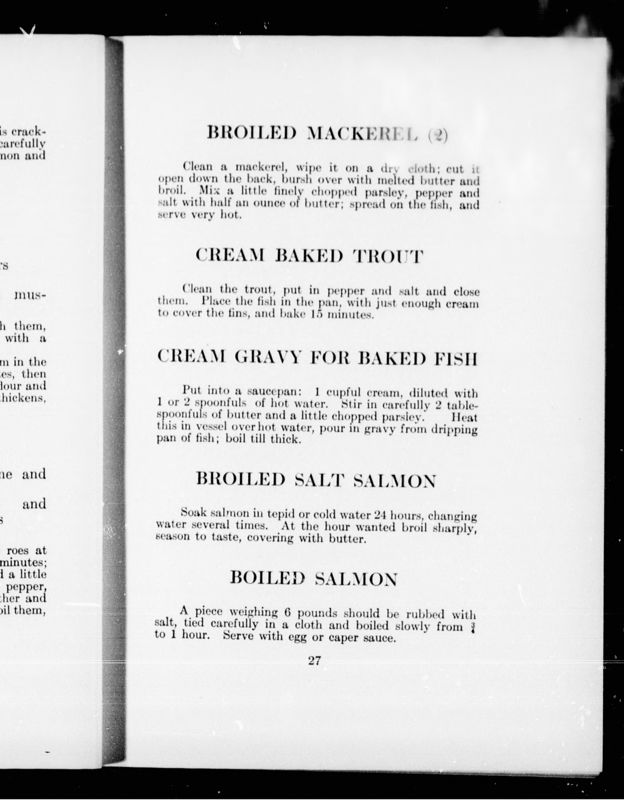 is crack-
carefully
mon and
rs
mus-
h them,
with a
m in the
es, then
lour and
hickens,
ne and
and
s
roes at
minutes;
d a little
pepper,
ther and
oil them,
BROILED MACKEREL (2)
Clean a mackerel, wipe it on a dry cloth; cut it
open down the back, bursh over with melted butter and
broil. Mix a little finely chopped parsley, pepper and
salt with half an ounce of butter; spread on the fish, and
serve very hot.
CREAM BAKED TROUT
Clean the trout, put in pepper and salt and close
them. Place the fish in the pan, with just enough cream
to cover the fins, and bake 15 minutes.
CREAM GRAVY FOR BAKED FISH
Put into a saucepan: 1 cupful cream, diluted with
1 or 2 spoonfuls of hot water. Stir in carefully 2 table-
spoonfuls of butter and a little chopped parsley. Heat
this in vessel over hot water, pour in gravy from dripping
pan of fish; boil till thick.
BROILED SALT SALMON
Soak salmon in tepid or cold water 24 hours, changing
water several times. At the hour wanted broil sharply,
season to taste, covering with butter.
BOILED SALMON
A piece weighing 6 pounds should be rubbed with
salt, tied carefully in a cloth and boiled slowly from ¾
to 1 hour. Serve with egg or caper sauce.
27